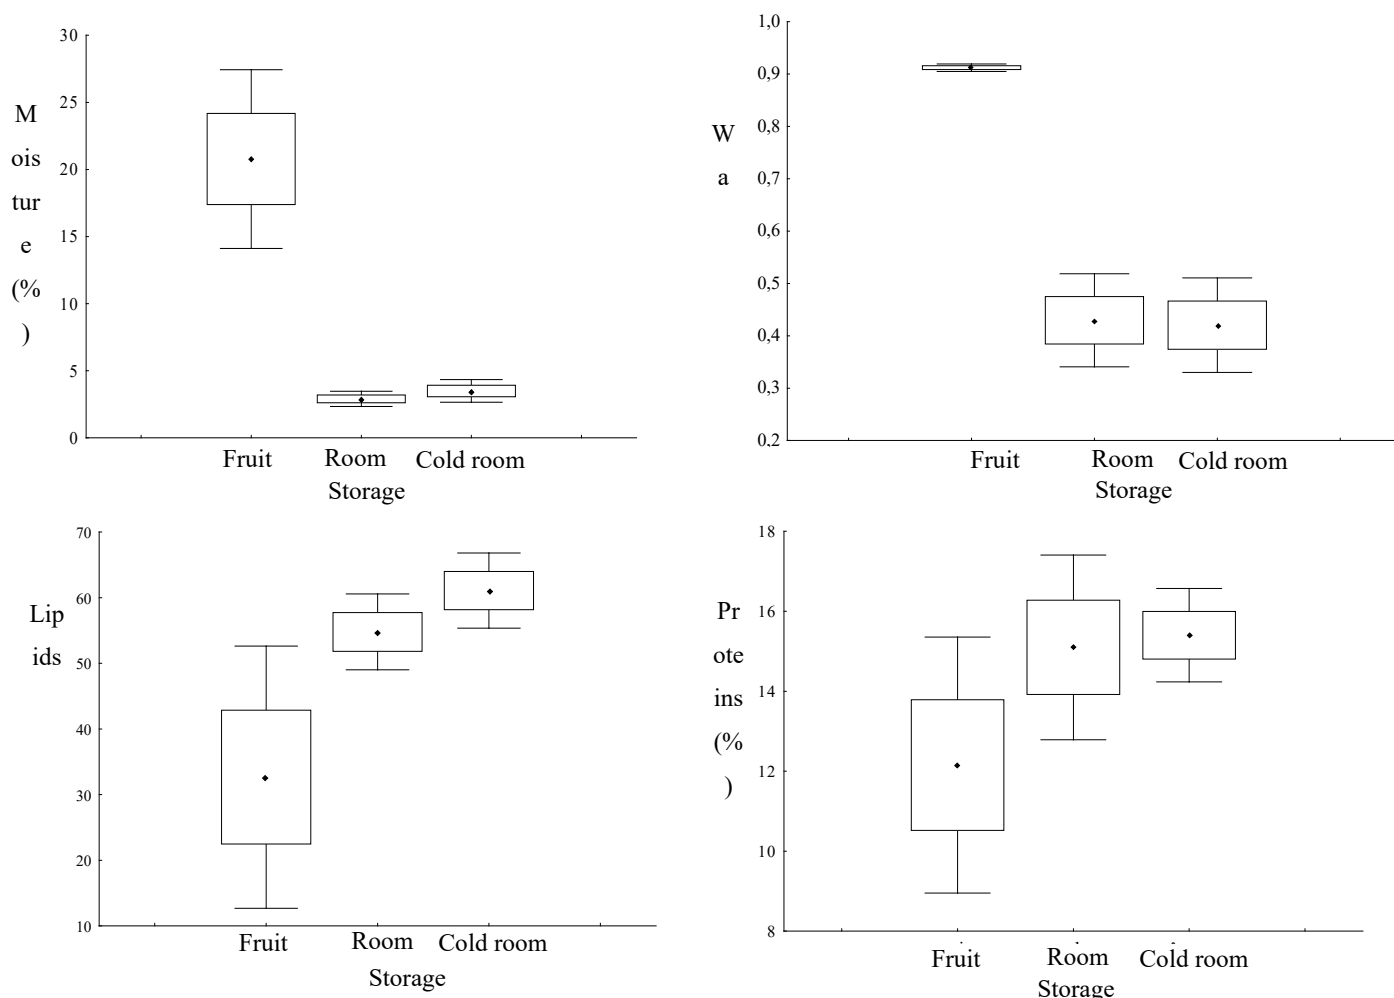 30
25
20
15
10
5
0
M
ois
tur
e
(%
)
Fruit
Room
Cold room
Storage
1,0
0,9
0,8
0,7
0,6
0,5
0,4
0,3
0,2
W
a
Fruit
Room
Cold room
Storage
70
60
50
40
30
20
10
Lip
ids
Fruit
Room
Cold room
Storage
18
16
14
12
10
8
Pr
ote
ins
(%
)
Fruit
Room
Cold room
Storage